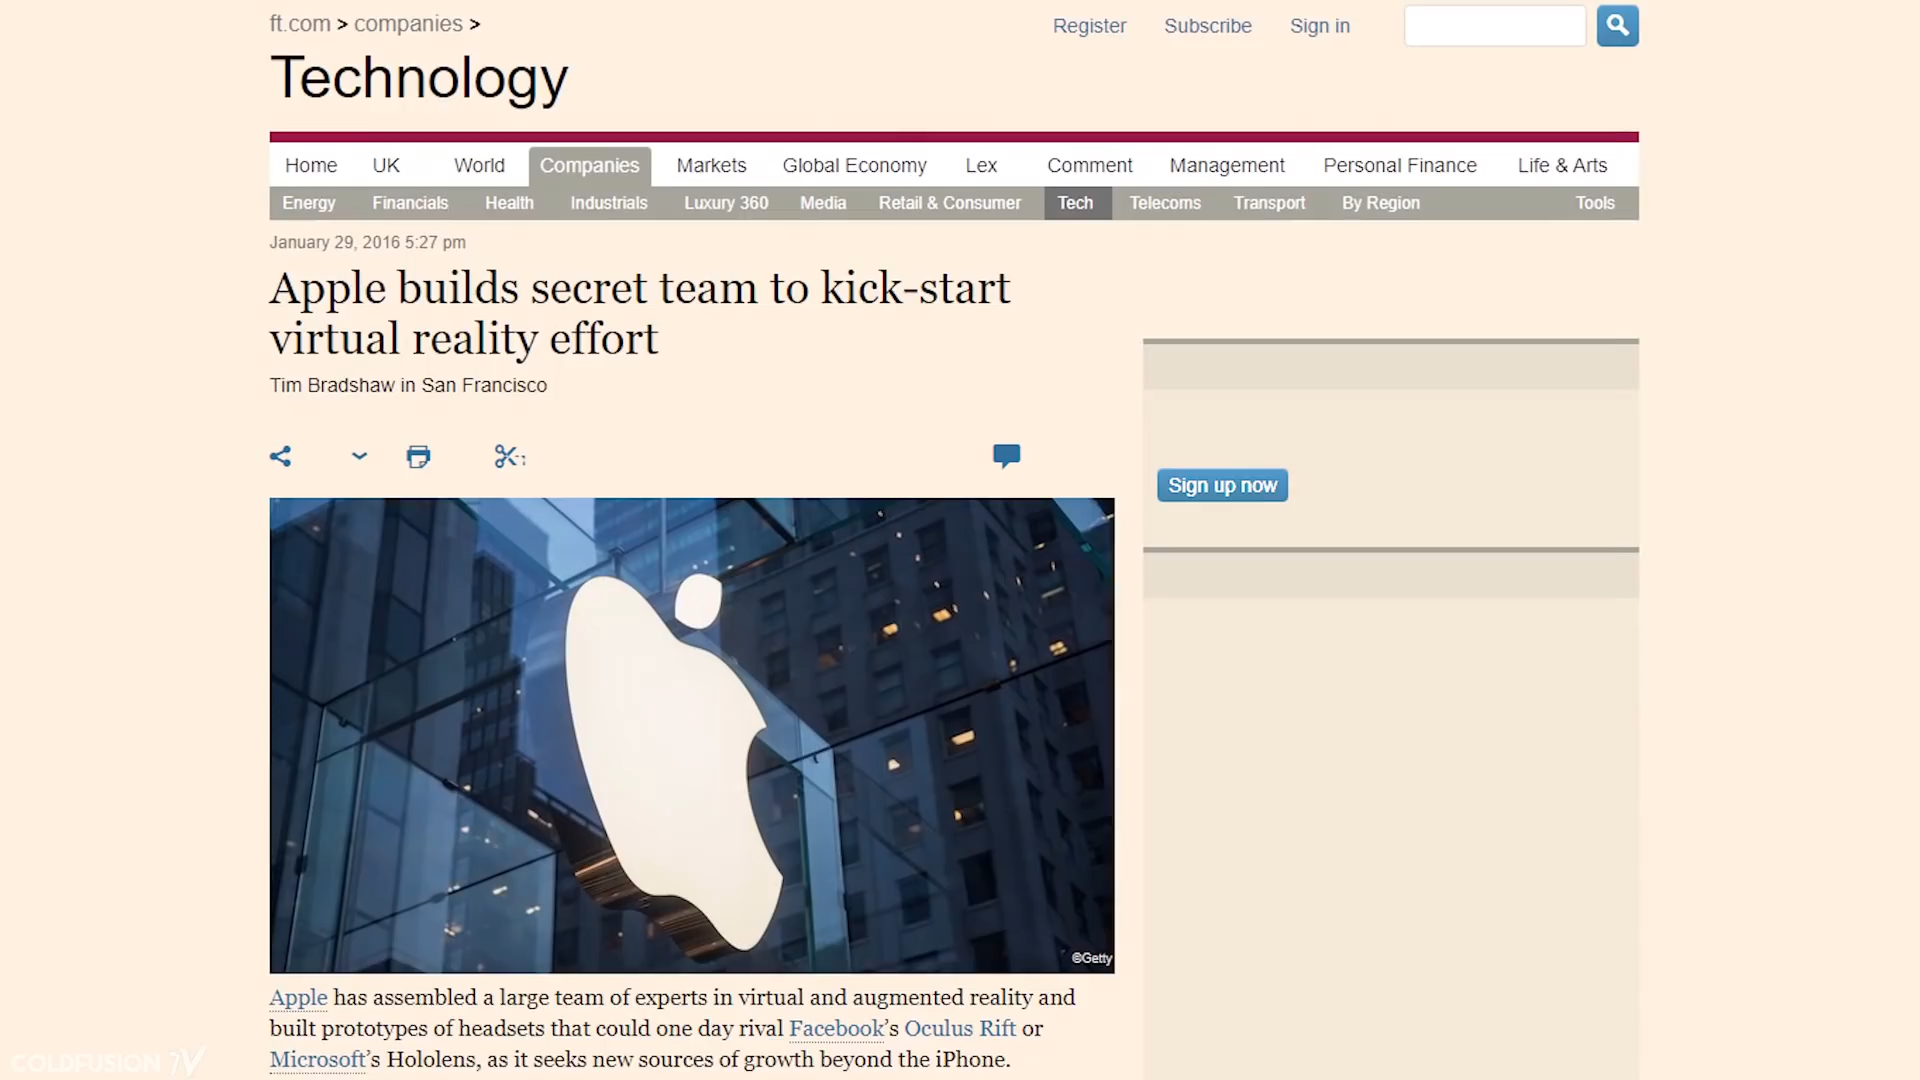 ft.com > companies >
Register Subscribe Sign in
Technology
Home UK World Companies Markets Global Economy Lex Comment Management Personal Finance Life & Arts
Energy Financials Health Industrials Luxury 360 Media Retail & Consumer Tech Telecoms Transport By Region Tools
January 29, 2016 5:27 pm
Apple builds secret team to kick-start
virtual reality effort
Tim Bradshaw in San Francisco
Sign up now
©Getty
Apple has assembled a large team of experts in virtual and augmented reality and
built prototypes of headsets that could one day rival Facebook’s Oculus Rift or
Microsoft’s Hololens, as it seeks new sources of growth beyond the iPhone.
COLDFUSION TV